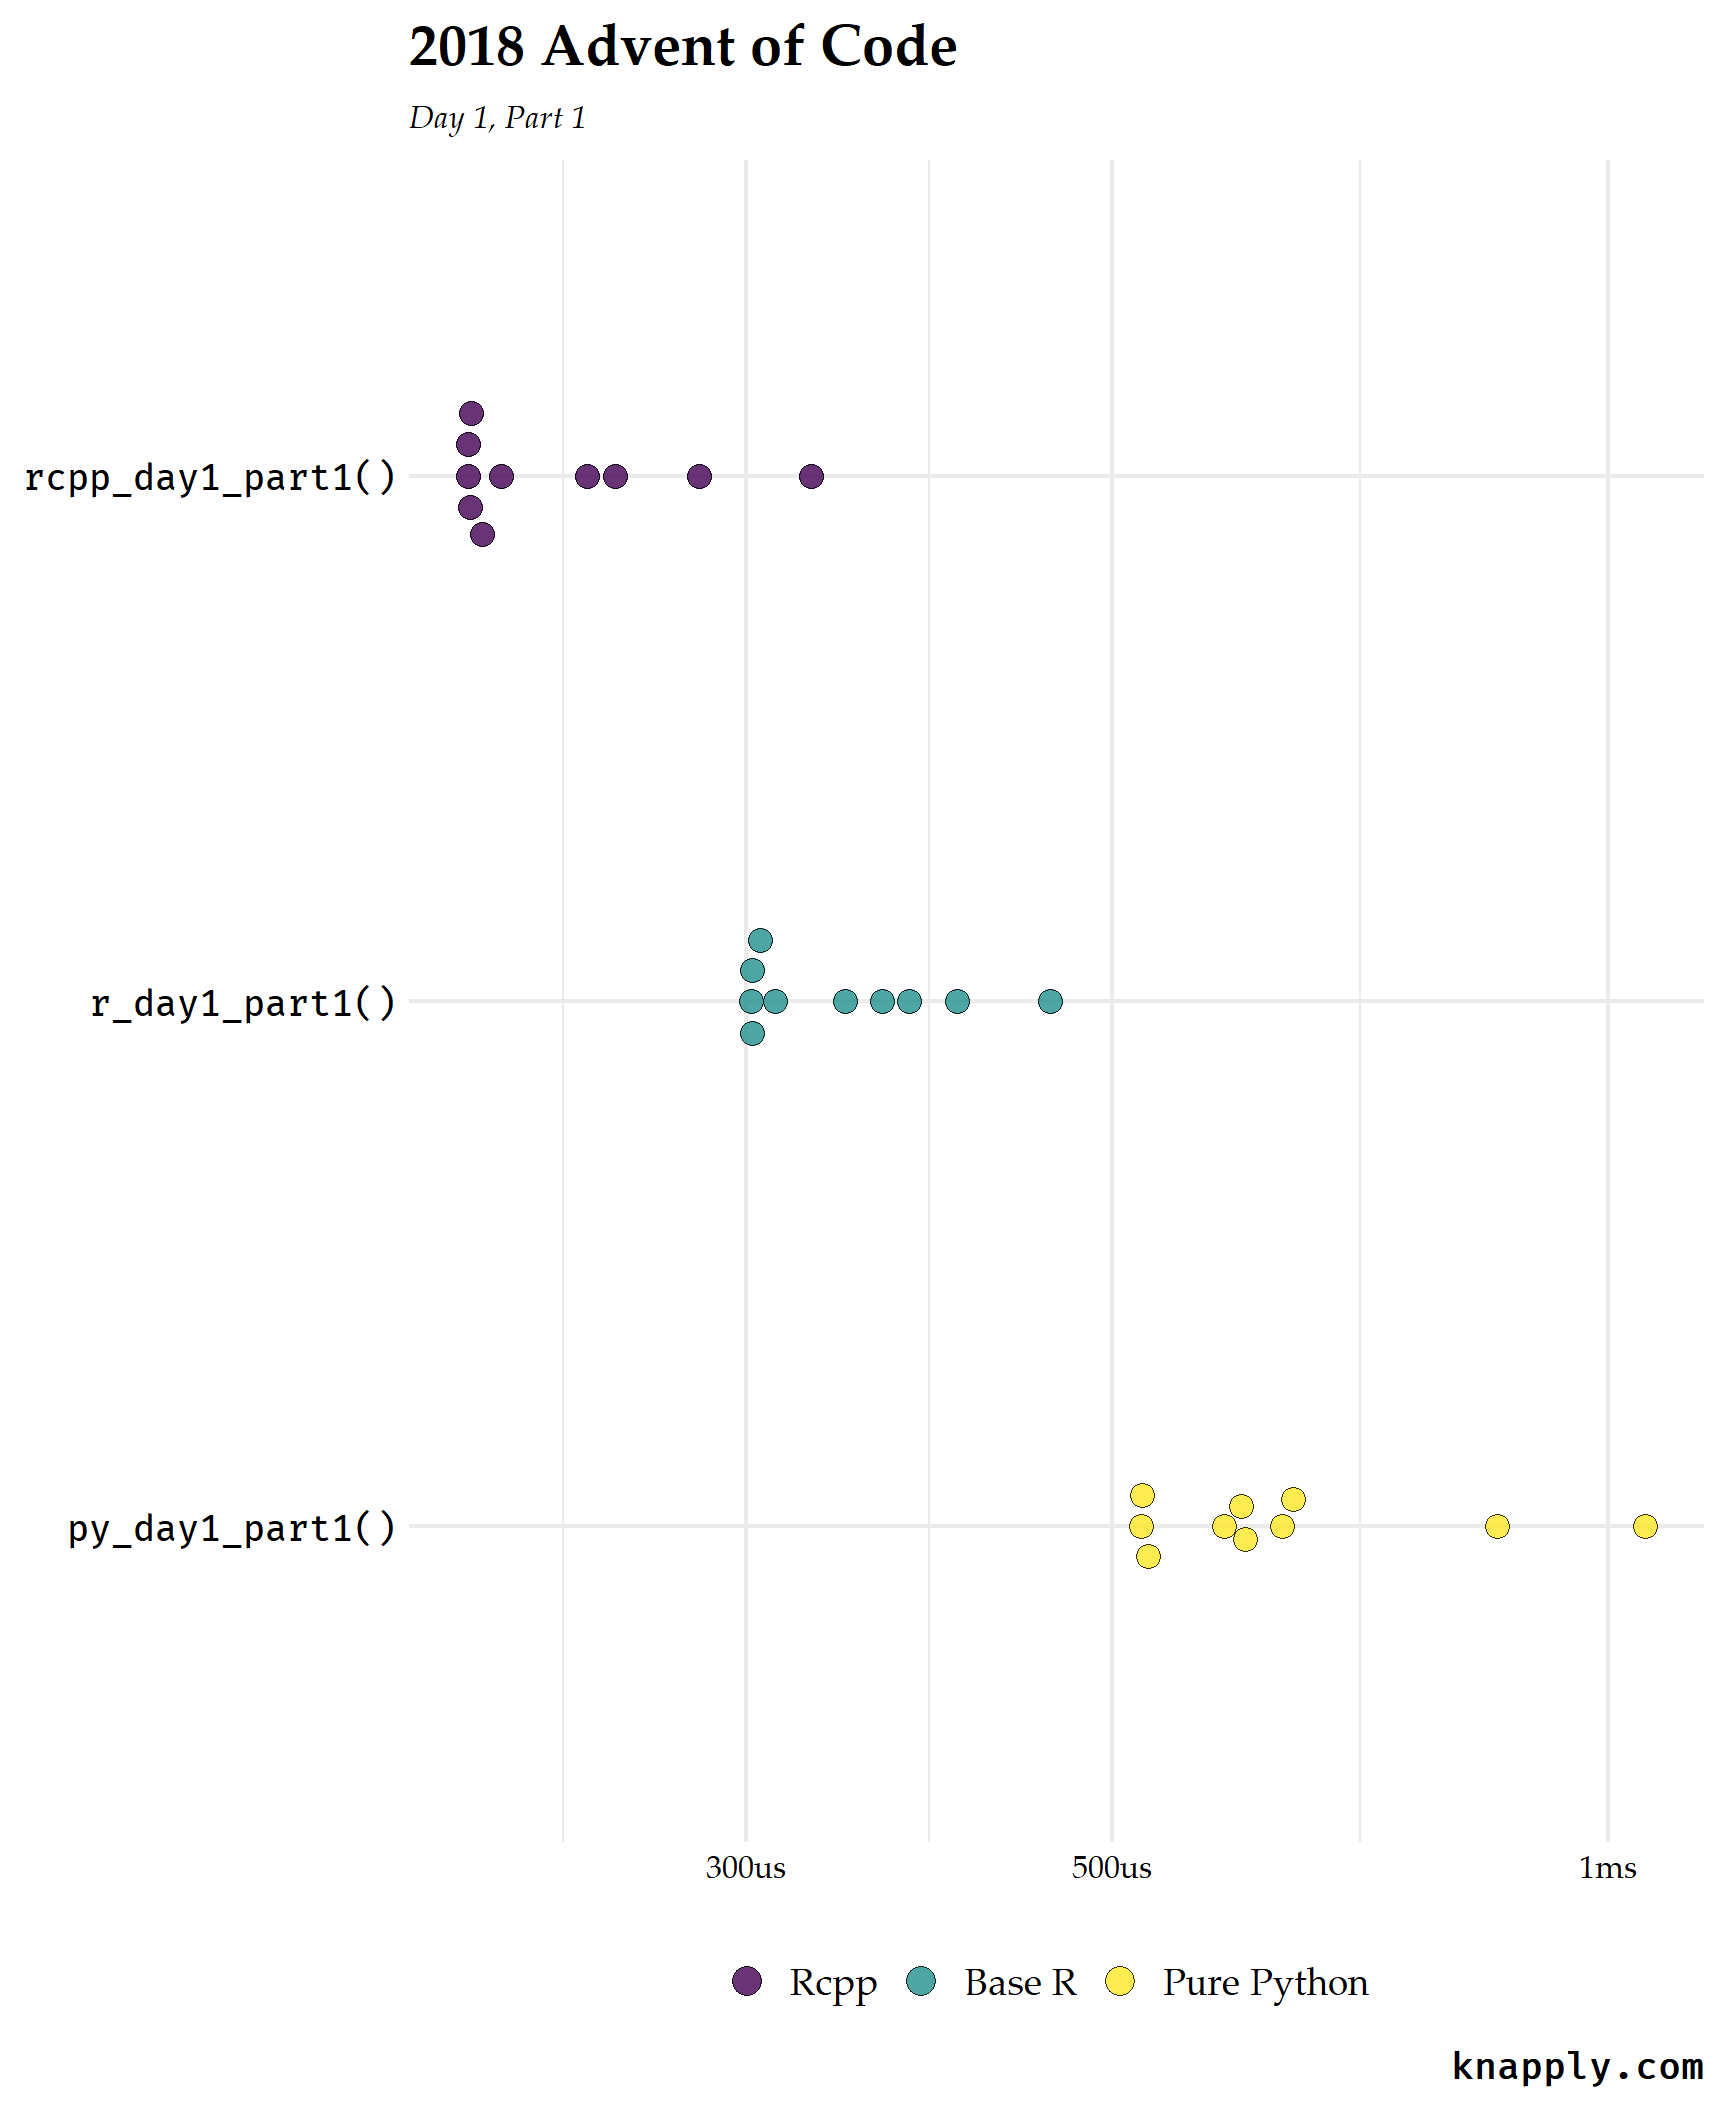 2018 Advent of Code
Day 1, Part 1
rcpp_day1_part1()
r_day1_part1()
py_day1_part1()
300us 500us 1ms
Rcpp Base R Pure Python
knapply.com